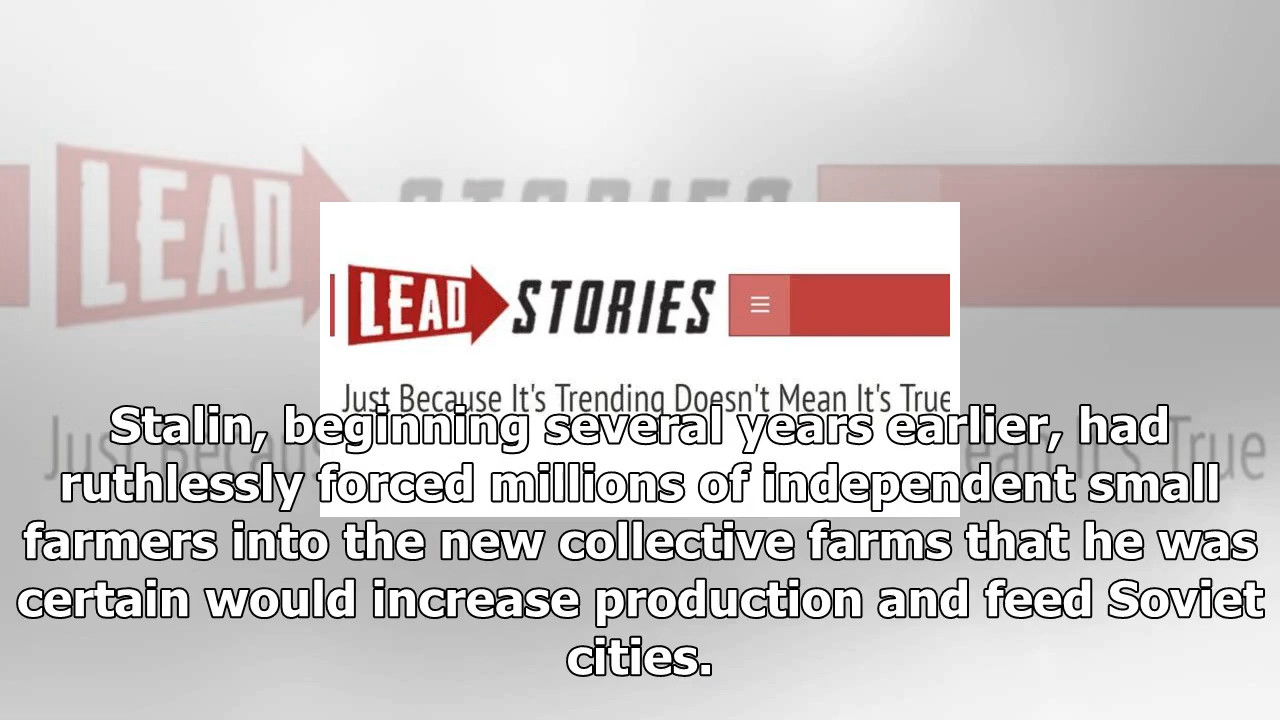 LEAD STORIES
Just Because It's Trending Doesn't Mean It's True
Stalin, beginning several years earlier, had
ruthlessly forced millions of independent small
farmers into the new collective farms that he was
certain would increase production and feed Soviet
cities.